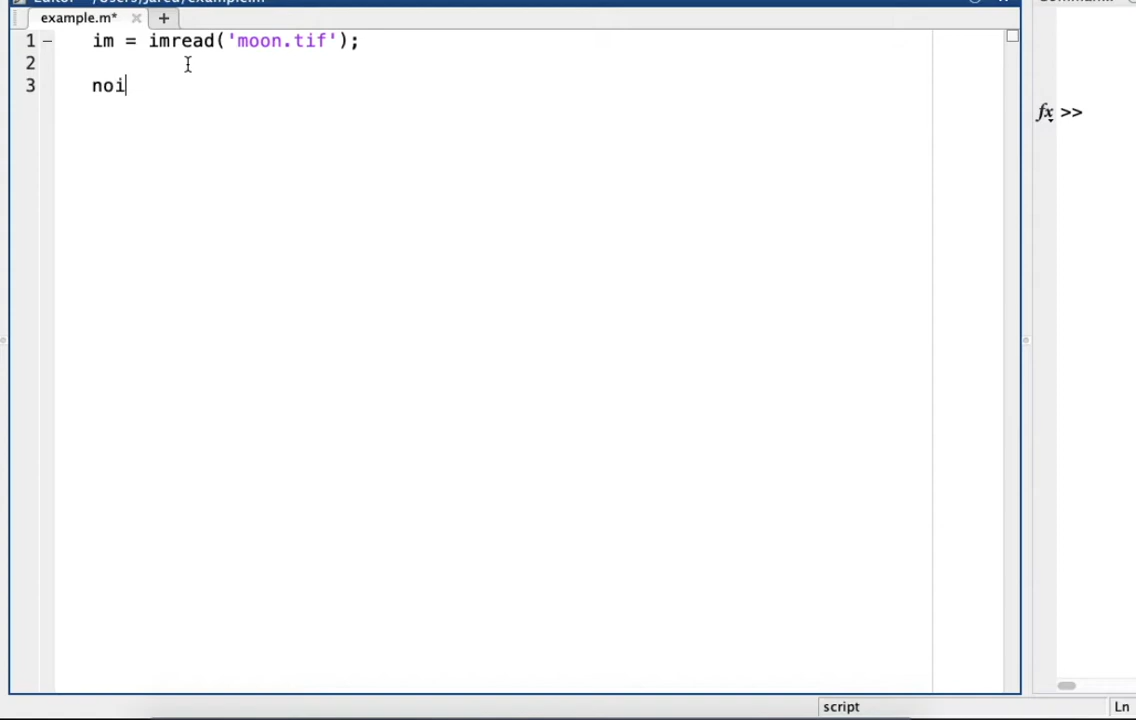 example.m* × +
1 – im = imread('moon.tif');
2
3 noi
fx >>
script
Ln